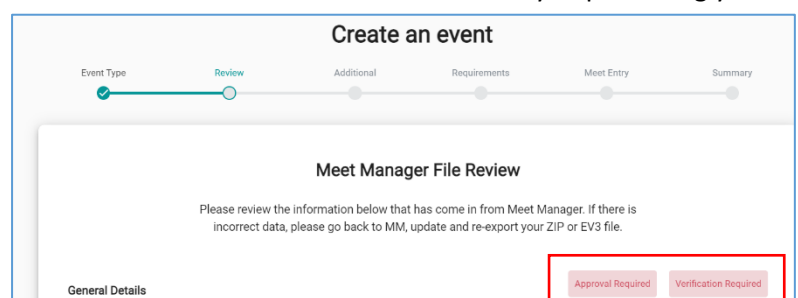 Create an event
Event Type Review Additional Requirements Meet Entry Summary
Meet Manager File Review
Please review the information below that has come in from Meet Manager. If there is
incorrect data, please go back to MM, update and re-export your ZIP or EV3 file.
Approval Required Verification Required
General Details